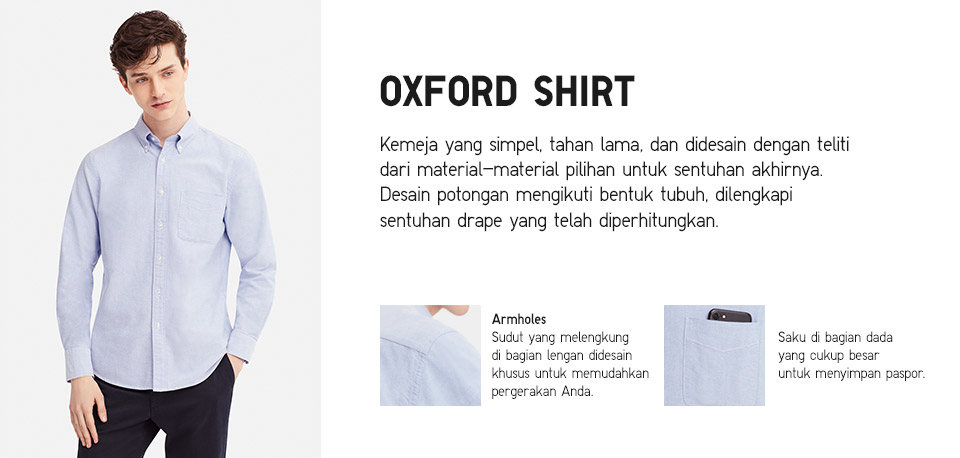 OXFORD SHIRT
Kemeja yang simpel, tahan lama, dan didesain dengan teliti
dari material–material pilihan untuk sentuhan akhirnya.
Desain potongan mengikuti bentuk tubuh, dilengkapi
sentuhan drape yang telah diperhitungkan.
Armholes
Sudut yang melengkung
di bagian lengan didesain
khusus untuk memudahkan
pergerakan Anda.
Saku di bagian dada
yang cukup besar
untuk menyimpan paspor.